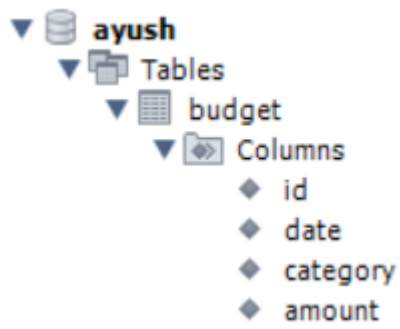 ayush
Tables
budget
Columns
id
date
category
amount